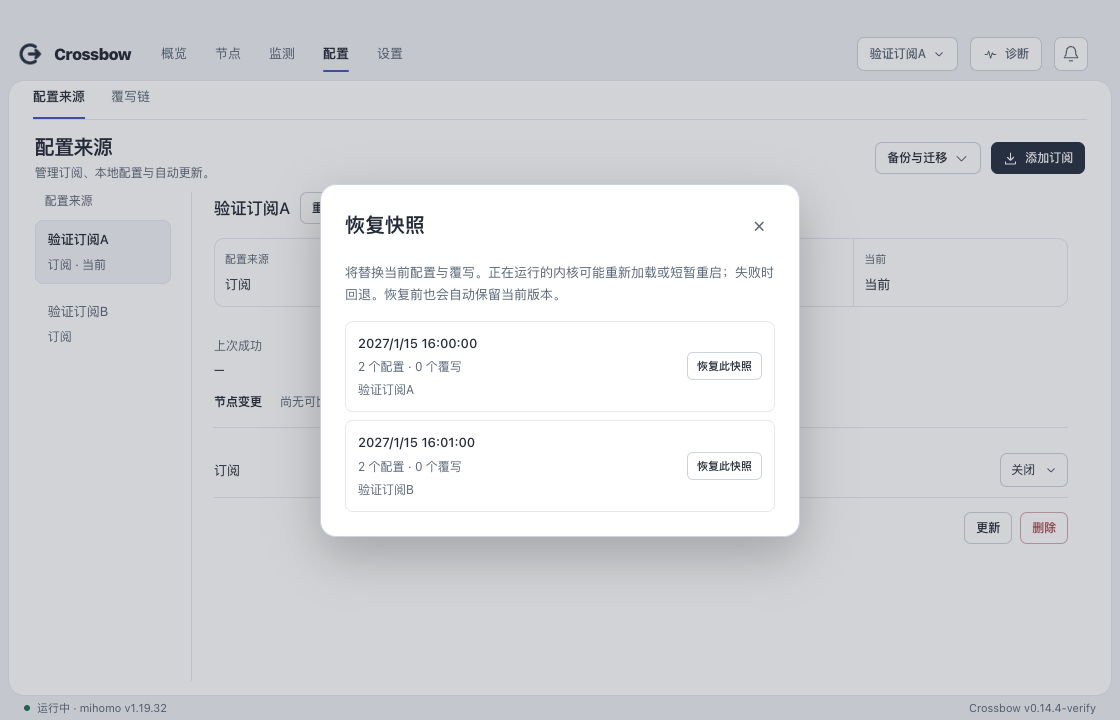 Crossbow 概览 节点 监测 配置 设置 验证订阅A 诊断
配置来源 覆写链
配置来源
管理订阅、本地配置与自动更新。
备份与迁移 添加订阅
配置来源
验证订阅A
订阅 · 当前
验证订阅B
订阅
验证订阅A
配置来源
订阅
当前
当前
上次成功
—
节点变更 尚无可
订阅
关闭
更新 删除
恢复快照
将替换当前配置与覆写。正在运行的内核可能重新加载或短暂重启；失败时
回退。恢复前也会自动保留当前版本。
2027/1/15 16:00:00
2 个配置 · 0 个覆写
验证订阅A
恢复此快照
2027/1/15 16:01:00
2 个配置 · 0 个覆写
验证订阅B
恢复此快照
运行中 · mihomo v1.19.32
Crossbow v0.14.4-verify